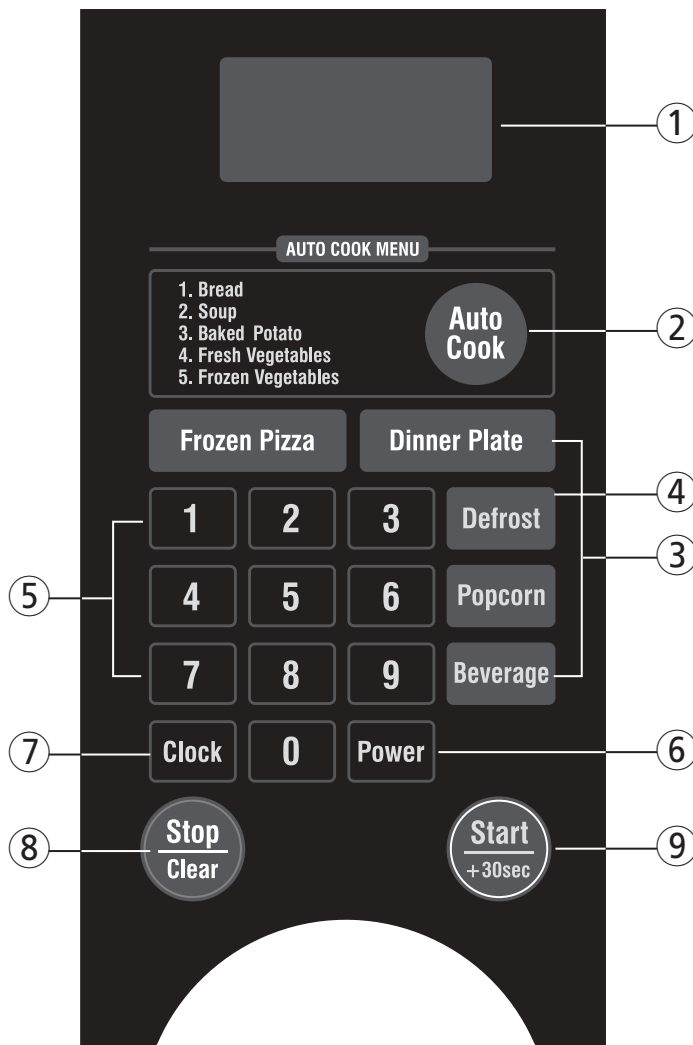 ①
AUTO COOK MENU
1. Bread
2. Soup
3. Baked Potato
4. Fresh Vegetables
5. Frozen Vegetables
Auto
Cook
②
Frozen Pizza
Dinner Plate
④
1 2 3 Defrost
③
⑤
4 5 6 Popcorn
7 8 9 Beverage
⑦
Clock 0 Power
⑥
⑧
Stop
Clear
Start
+30sec
⑨